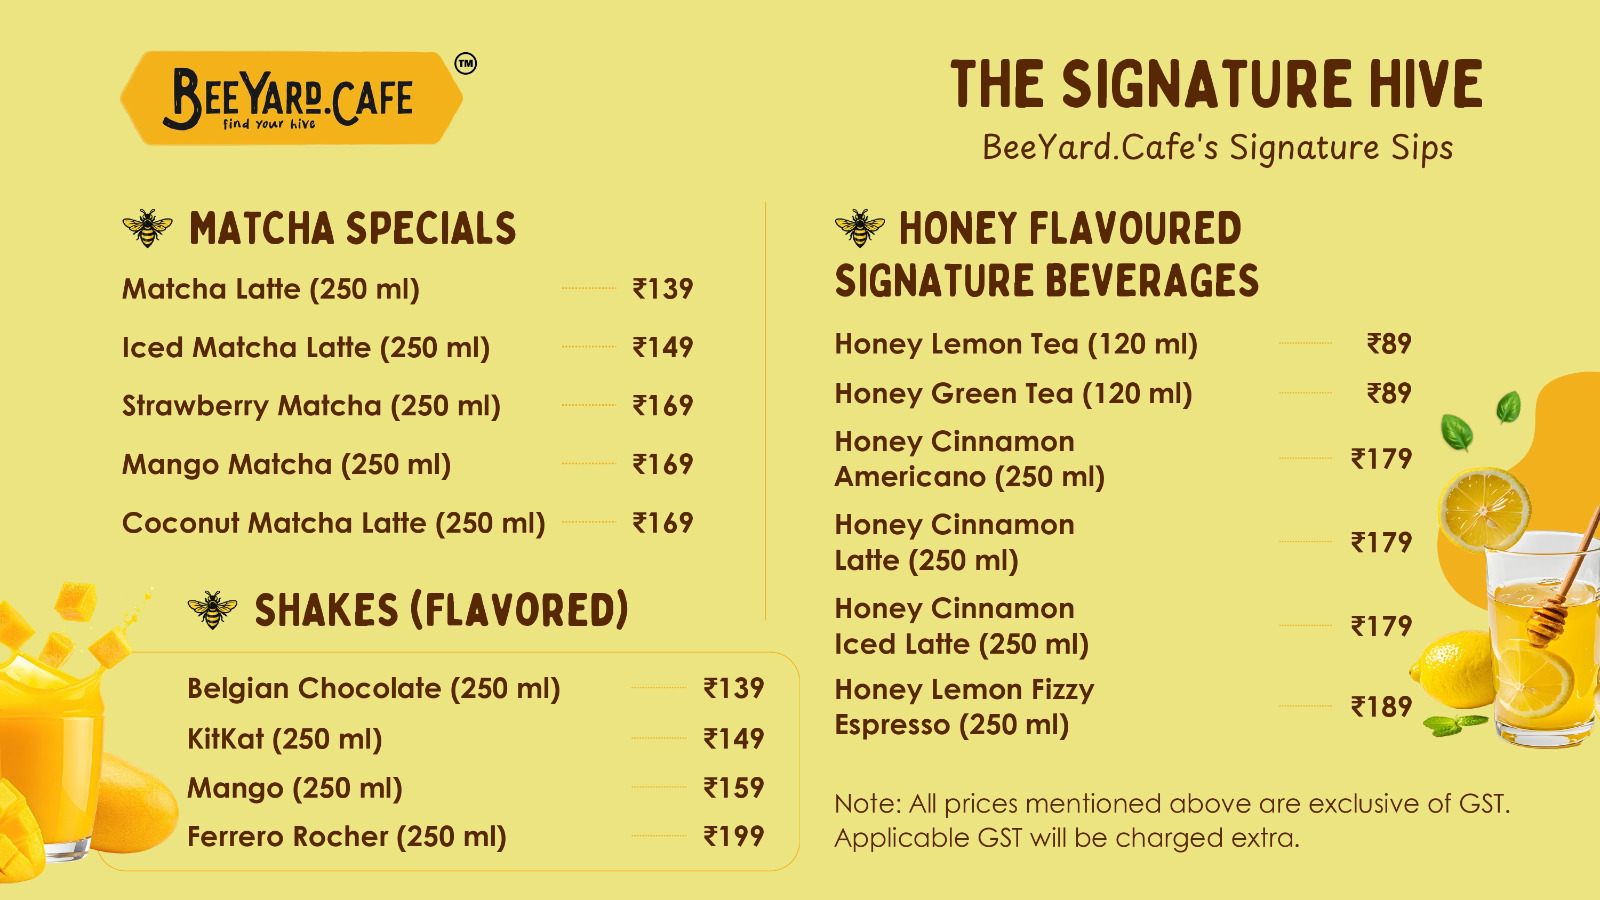 BEEYARD.CAFE
TM
find your hive
THE SIGNATURE HIVE
BeeYard.Cafe's Signature Sips
MATCHA SPECIALS
Matcha Latte (250 ml) ₹139
Iced Matcha Latte (250 ml) ₹149
Strawberry Matcha (250 ml) ₹169
Mango Matcha (250 ml) ₹169
Coconut Matcha Latte (250 ml) ₹169
SHAKES (FLAVORED)
Belgian Chocolate (250 ml) ₹139
KitKat (250 ml) ₹149
Mango (250 ml) ₹159
Ferrero Rocher (250 ml) ₹199
HONEY FLAVOURED
SIGNATURE BEVERAGES
Honey Lemon Tea (120 ml) ₹89
Honey Green Tea (120 ml) ₹89
Honey Cinnamon
Americano (250 ml) ₹179
Honey Cinnamon
Latte (250 ml) ₹179
Honey Cinnamon
Iced Latte (250 ml) ₹179
Honey Lemon Fizzy
Espresso (250 ml) ₹189
Note: All prices mentioned above are exclusive of GST.
Applicable GST will be charged extra.